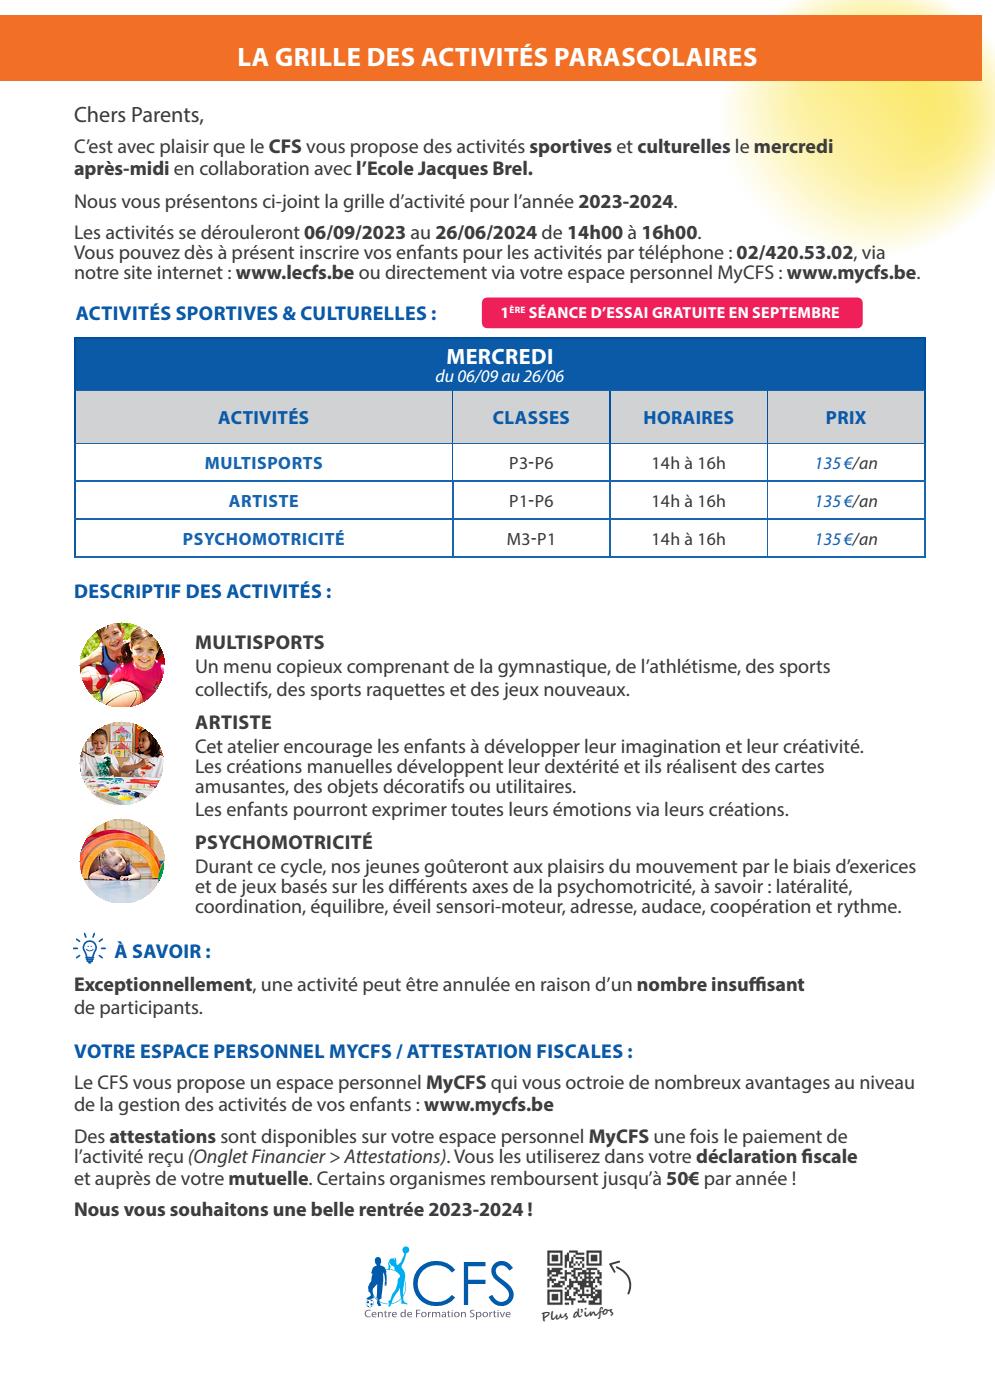 LA GRILLE DES ACTIVITÉS PARASCOLAIRES
Chers Parents,
C’est avec plaisir que le CFS vous propose des activités sportives et culturelles le mercredi
après-midi en collaboration avec l’Ecole Jacques Brel.
Nous vous présentons ci-joint la grille d’activité pour l’année 2023-2024.
Les activités se dérouleront 06/09/2023 au 26/06/2024 de 14h00 à 16h00.
Vous pouvez dès à présent inscrire vos enfants pour les activités par téléphone : 02/420.53.02, via
notre site internet : www.lecfs.be ou directement via votre espace personnel MyCFS : www.mycfs.be.
ACTIVITÉS SPORTIVES & CULTURELLES :
1ÈRE SÉANCE D’ESSAI GRATUITE EN SEPTEMBRE
MERCREDI
du 06/09 au 26/06
ACTIVITÉS CLASSES HORAIRES PRIX
MULTISPORTS P3-P6 14h à 16h 135 €/an
ARTISTE P1-P6 14h à 16h 135 €/an
PSYCHOMOTRICITÉ M3-P1 14h à 16h 135 €/an
DESCRIPTIF DES ACTIVITÉS :
MULTISPORTS
Un menu copieux comprenant de la gymnastique, de l’athlétisme, des sports
collectifs, des sports raquettes et des jeux nouveaux.
ARTISTE
Cet atelier encourage les enfants à développer leur imagination et leur créativité.
Les créations manuelles développent leur dextérité et ils réalisent des cartes
amusantes, des objets décoratifs ou utilitaires.
Les enfants pourront exprimer toutes leurs émotions via leurs créations.
PSYCHOMOTRICITÉ
Durant ce cycle, nos jeunes goûteront aux plaisirs du mouvement par le biais d’exerices
et de jeux basés sur les différents axes de la psychomotricité, à savoir : latéralité,
coordination, équilibre, éveil sensori-moteur, adresse, audace, coopération et rythme.
À SAVOIR :
Exceptionnellement, une activité peut être annulée en raison d’un nombre insuffisant
de participants.
VOTRE ESPACE PERSONNEL MYCFS / ATTESTATION FISCALES :
Le CFS vous propose un espace personnel MyCFS qui vous octroie de nombreux avantages au niveau
de la gestion des activités de vos enfants : www.mycfs.be
Des attestations sont disponibles sur votre espace personnel MyCFS une fois le paiement de
l’activité reçu (Onglet Financier > Attestations). Vous les utiliserez dans votre déclaration fiscale
et auprès de votre mutuelle. Certains organismes remboursent jusqu’à 50€ par année !
Nous vous souhaitons une belle rentrée 2023-2024 !
CFS
Centre de Formation Sportive
Plus d’infos